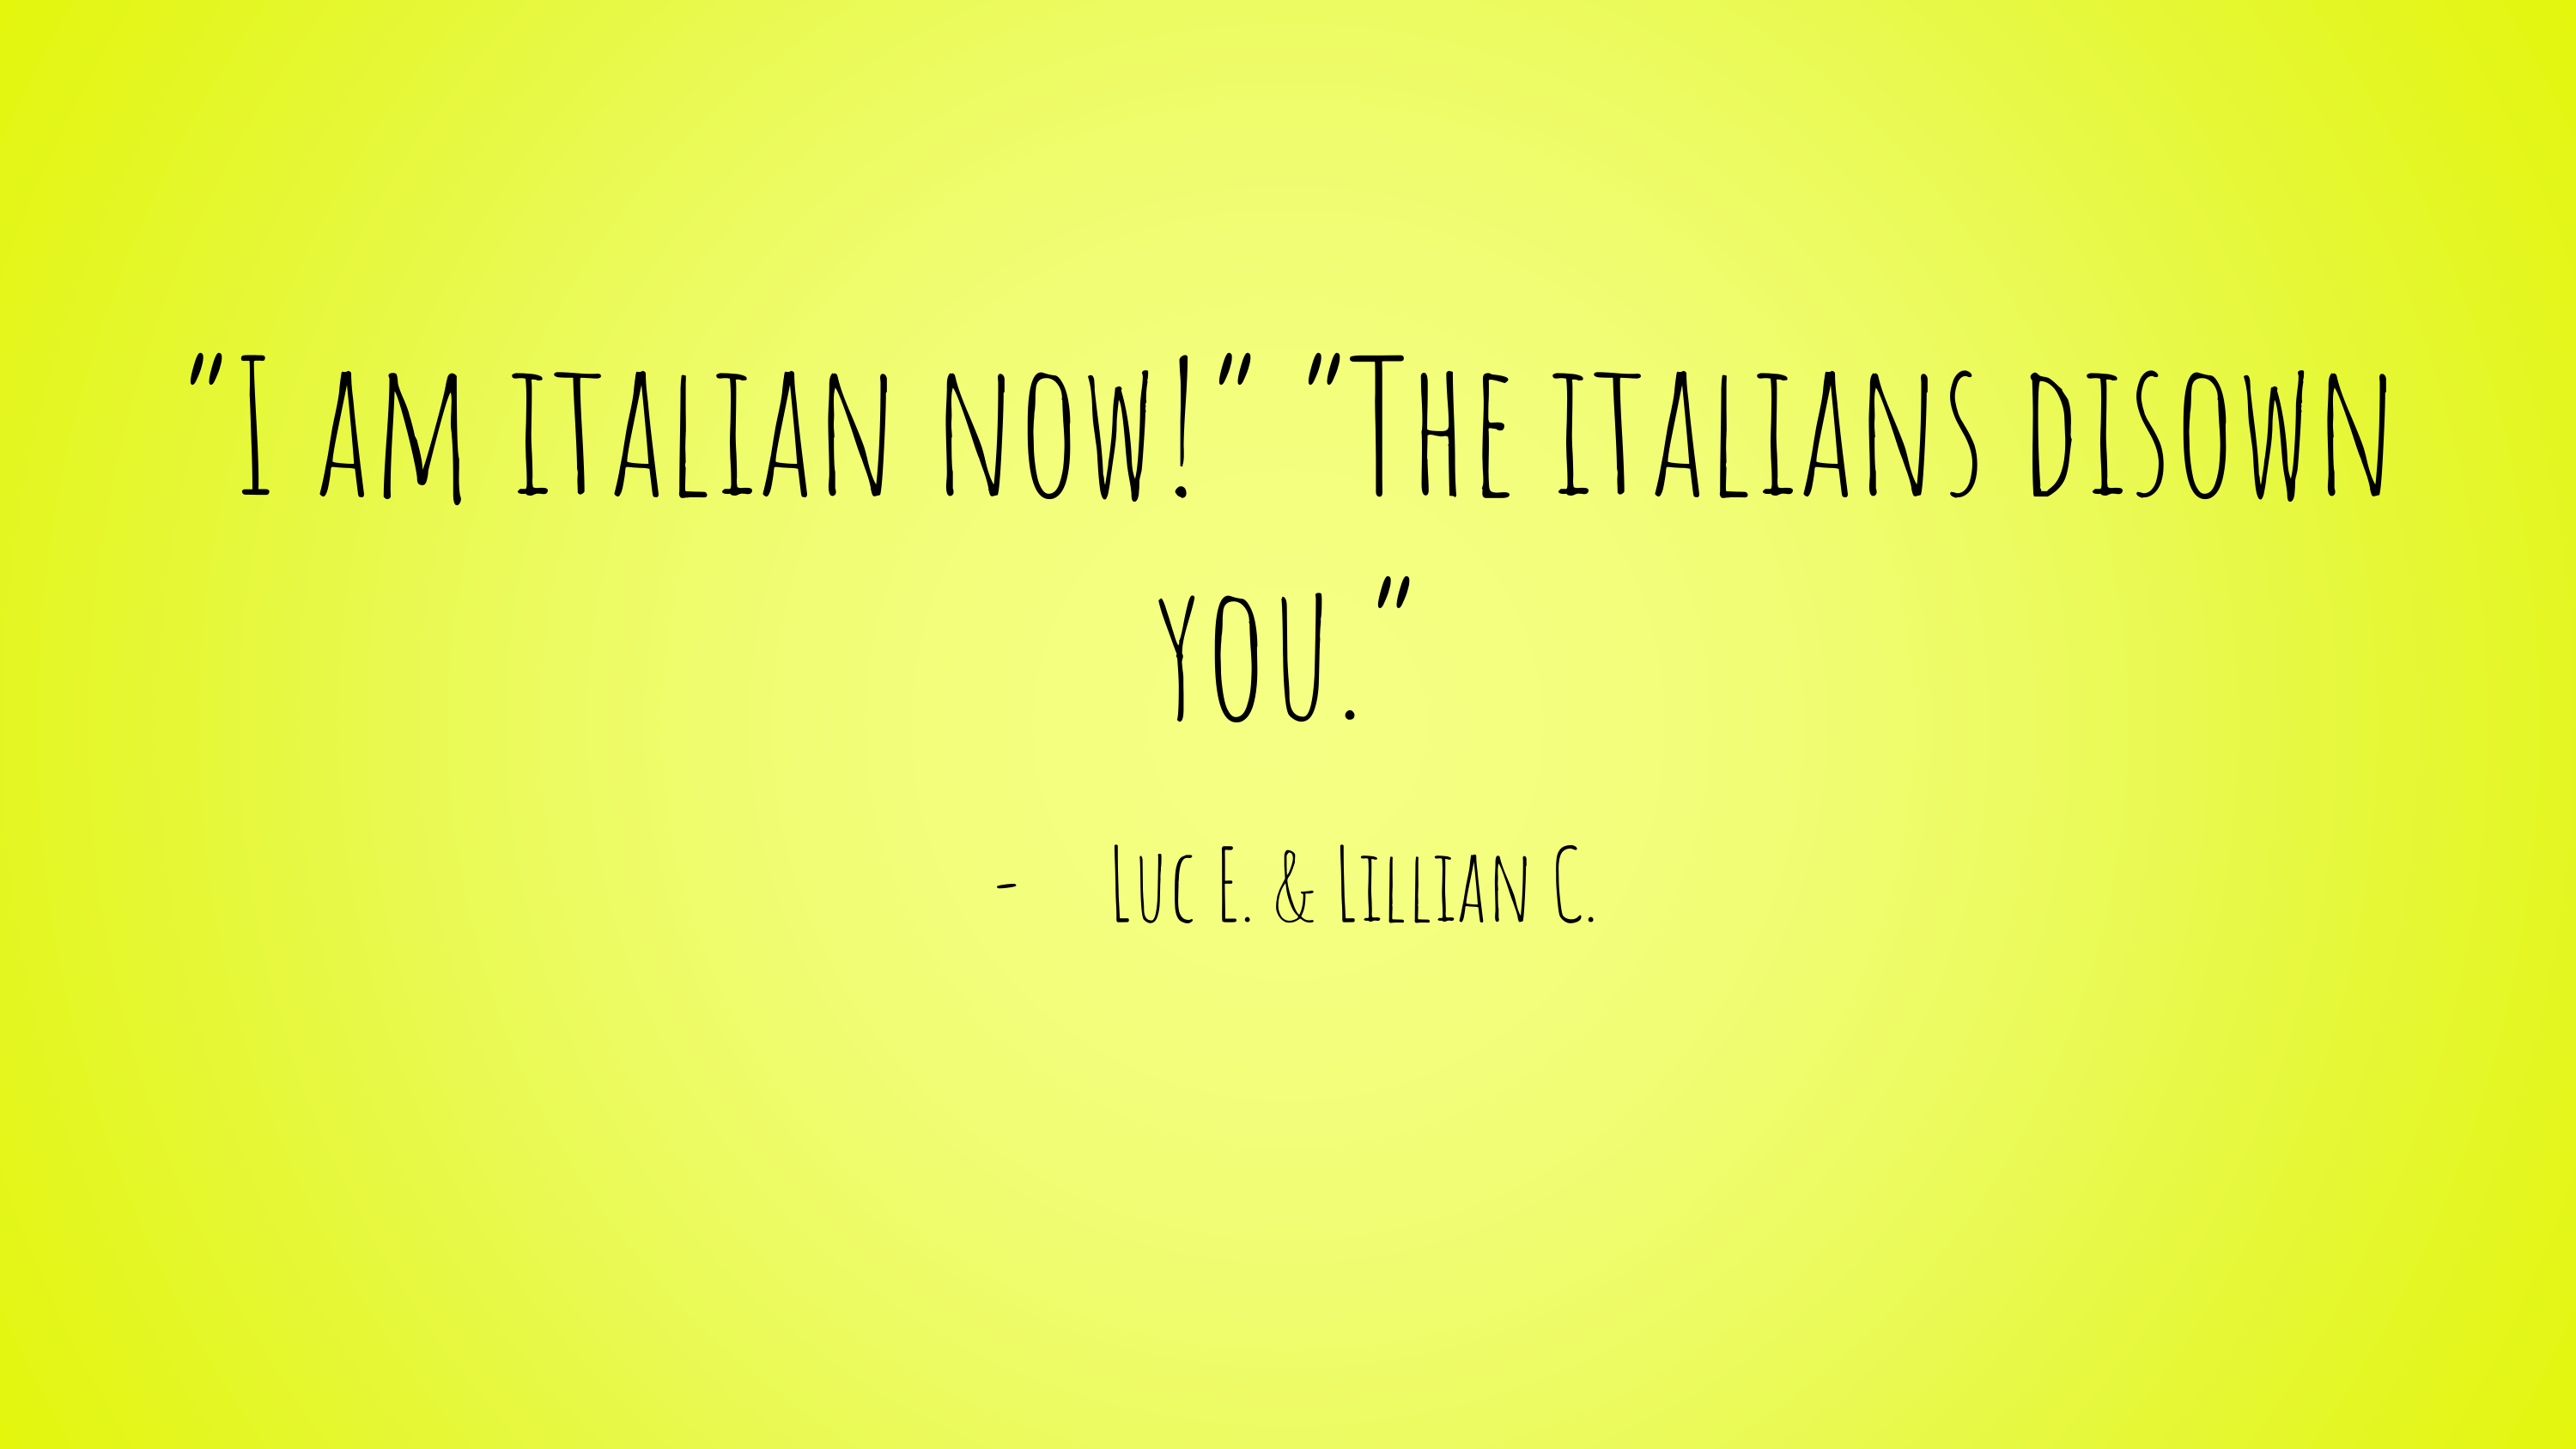 "I am italian now!" "The italians disown
you."
- Luc E. & Lillian C.